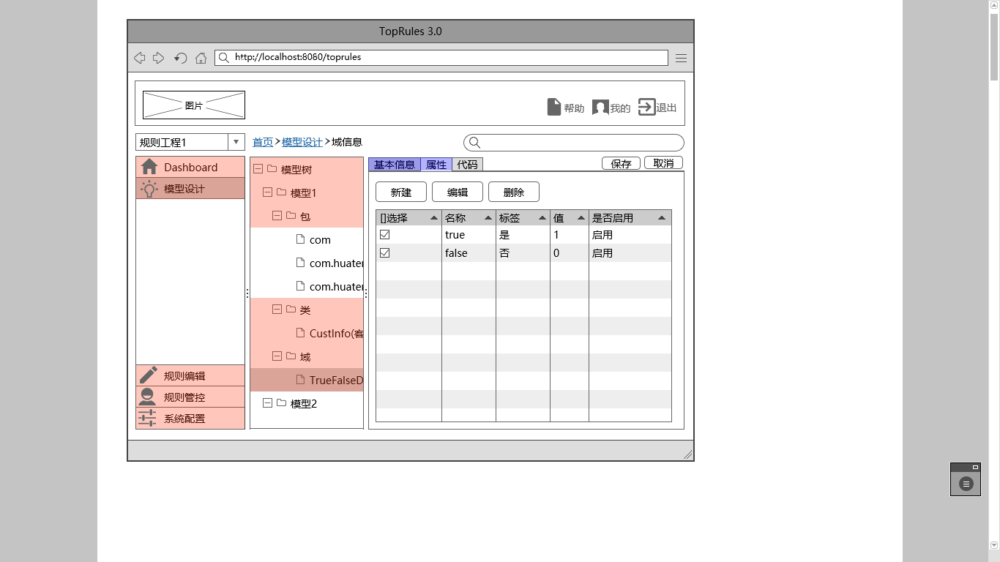 TopRules 3.0
http://localhost:8080/toprules
图片
帮助 我的 退出
规则工程1
首页>模型设计>域信息
Dashboard
模型设计
规则编辑
规则管控
系统配置
模型树
模型1
包
com
com.huater
com.huater
类
CustInfo(客
域
TrueFalseD
模型2
基本信息 属性 代码
保存 取消
新建 编辑 删除
[]选择 名称 标签 值 是否启用
true 是 1 启用
false 否 0 启用